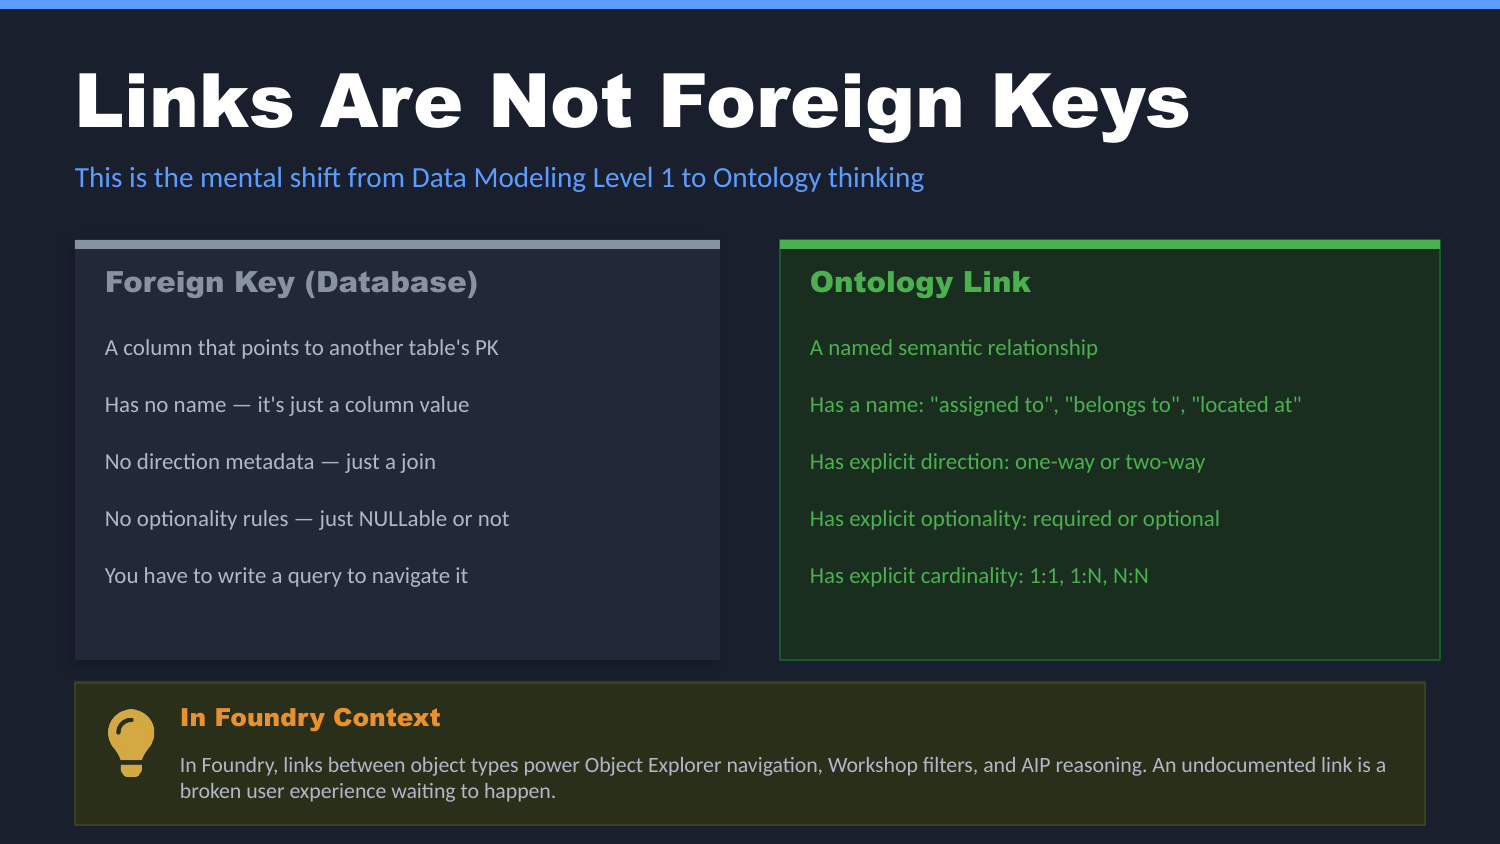 Links Are Not Foreign Keys
This is the mental shift from Data Modeling Level 1 to Ontology thinking
Foreign Key (Database)
A column that points to another table's PK
Has no name — it's just a column value
No direction metadata — just a join
No optionality rules — just NULLable or not
You have to write a query to navigate it
Ontology Link
A named semantic relationship
Has a name: "assigned to", "belongs to", "located at"
Has explicit direction: one-way or two-way
Has explicit optionality: required or optional
Has explicit cardinality: 1:1, 1:N, N:N
In Foundry Context
In Foundry, links between object types power Object Explorer navigation, Workshop filters, and AIP reasoning. An undocumented link is a
broken user experience waiting to happen.